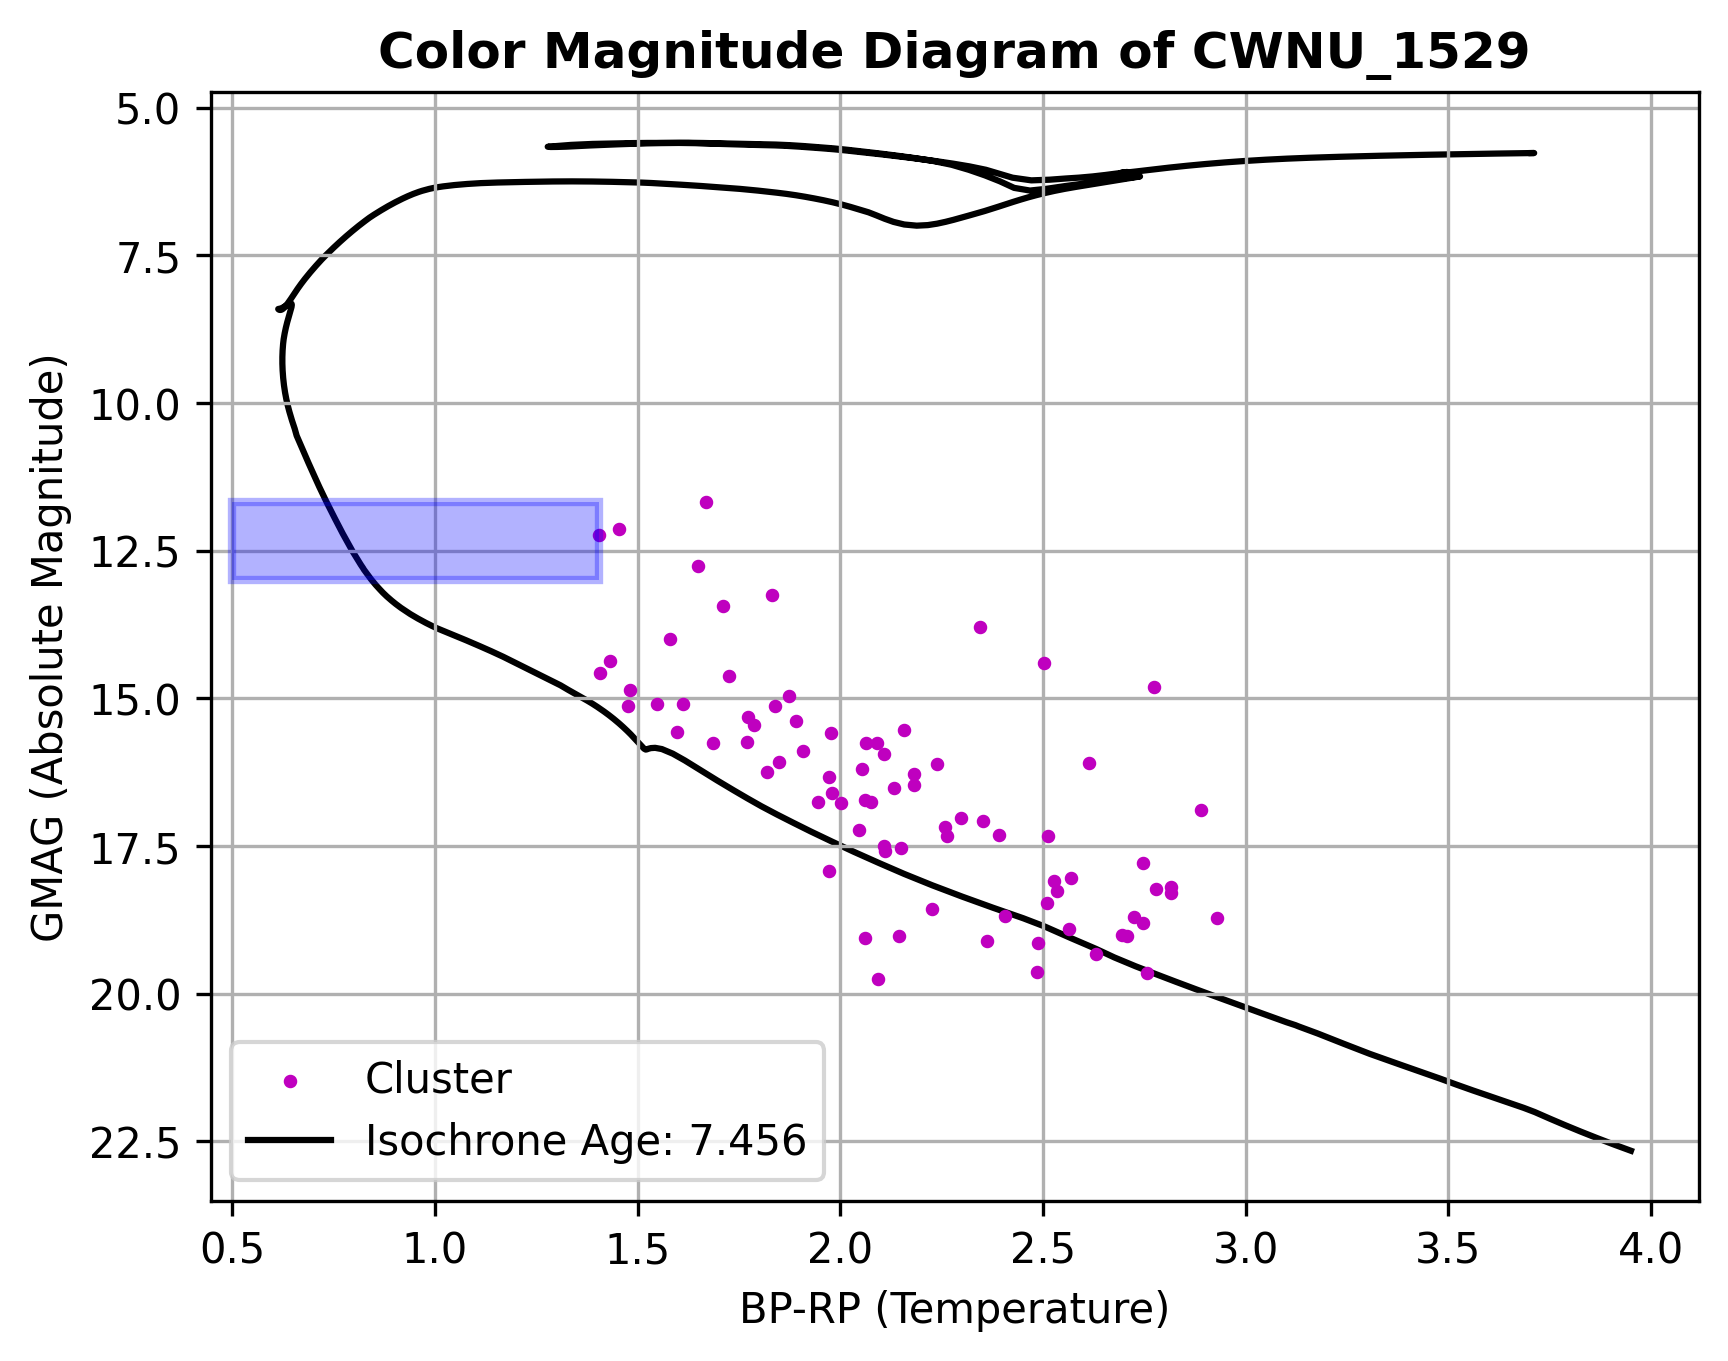 Color Magnitude Diagram of CWNU_1529
GMAG (Absolute Magnitude)
5.0
7.5
10.0
12.5
15.0
17.5
20.0
22.5
Cluster
Isochrone Age: 7.456
0.5 1.0 1.5 2.0 2.5 3.0 3.5 4.0
BP-RP (Temperature)